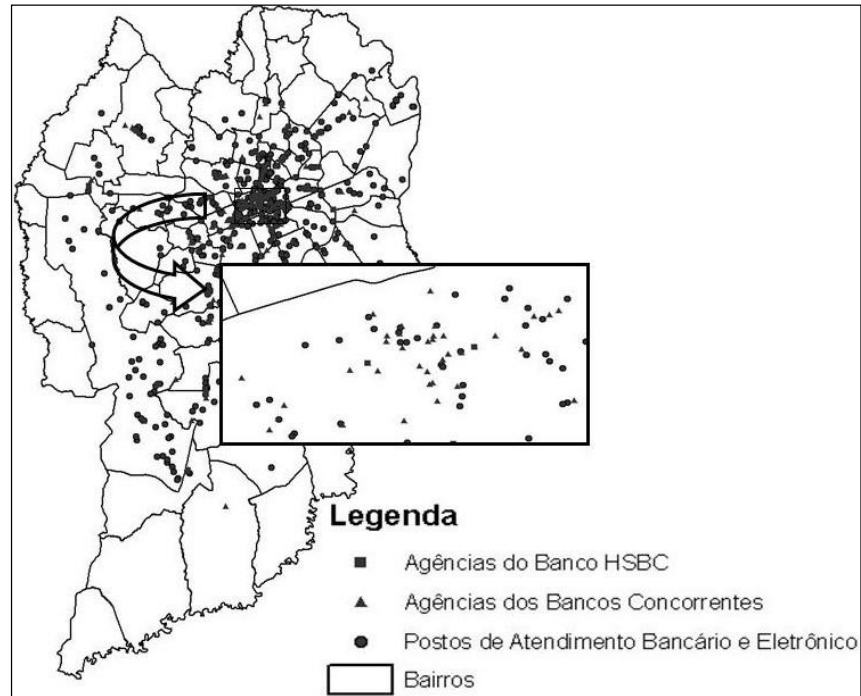 Legenda
Agências do Banco HSBC
Agências dos Bancos Concorrentes
Postos de Atendimento Bancário e Eletrônico
Bairros